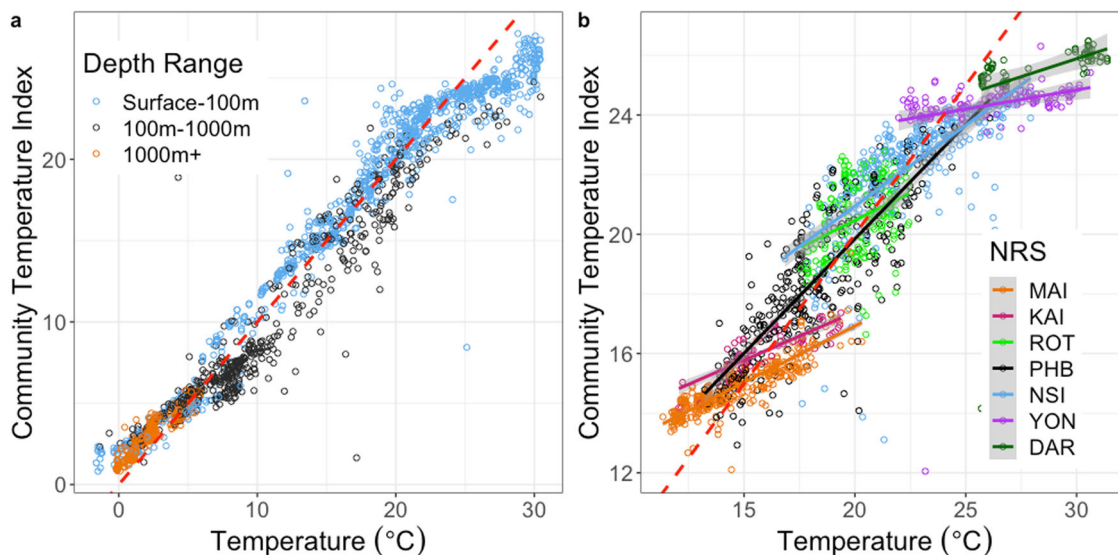 a
Depth Range
Surface-100m
100m-1000m
1000m+
Community Temperature Index
20
10
0
0
10
20
30
Temperature (°C)
b
Community Temperature Index
24
20
16
12
15
20
25
30
Temperature (°C)
NRS
MAI
KAI
ROT
PHB
NSI
YON
DAR